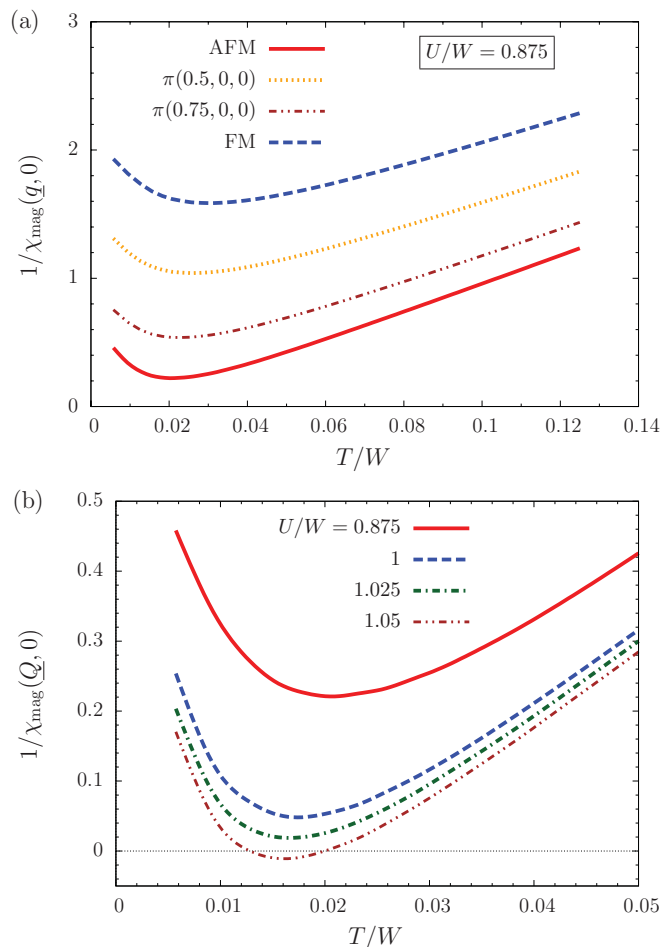 (a)
3
2
1
0
1/χmag(q, 0)
AFM
π(0.5, 0, 0)
π(0.75, 0, 0)
FM
U/W = 0.875
0 0.02 0.04 0.06 0.08 0.1 0.12 0.14
T/W
(b)
0.5
0.4
0.3
0.2
0.1
0
1/χmag(Q, 0)
U/W = 0.875
1
1.025
1.05
0 0.01 0.02 0.03 0.04 0.05
T/W